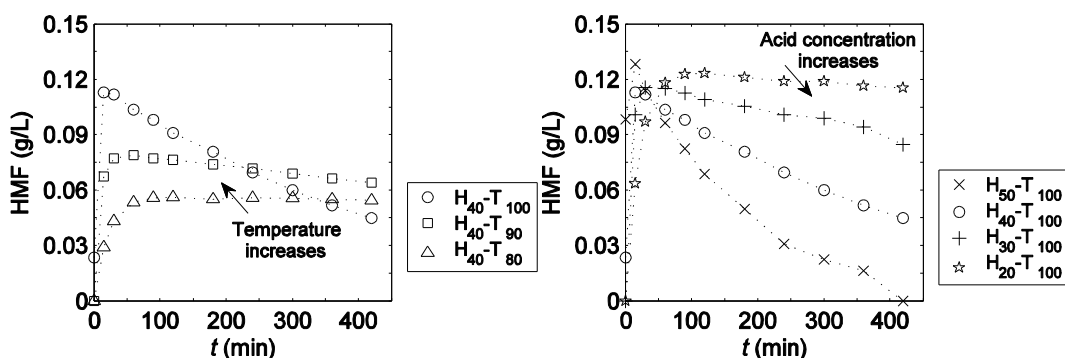 HMF (g/L)
0.15
0.12
0.09
0.06
0.03
0
0 100 200 300 400
t (min)
Temperature
increases
H40-T100
H40-T90
H40-T80
HMF (g/L)
0.15
0.12
0.09
0.06
0.03
0
0 100 200 300 400
t (min)
Acid concentration
increases
H50-T100
H40-T100
H30-T100
H20-T100